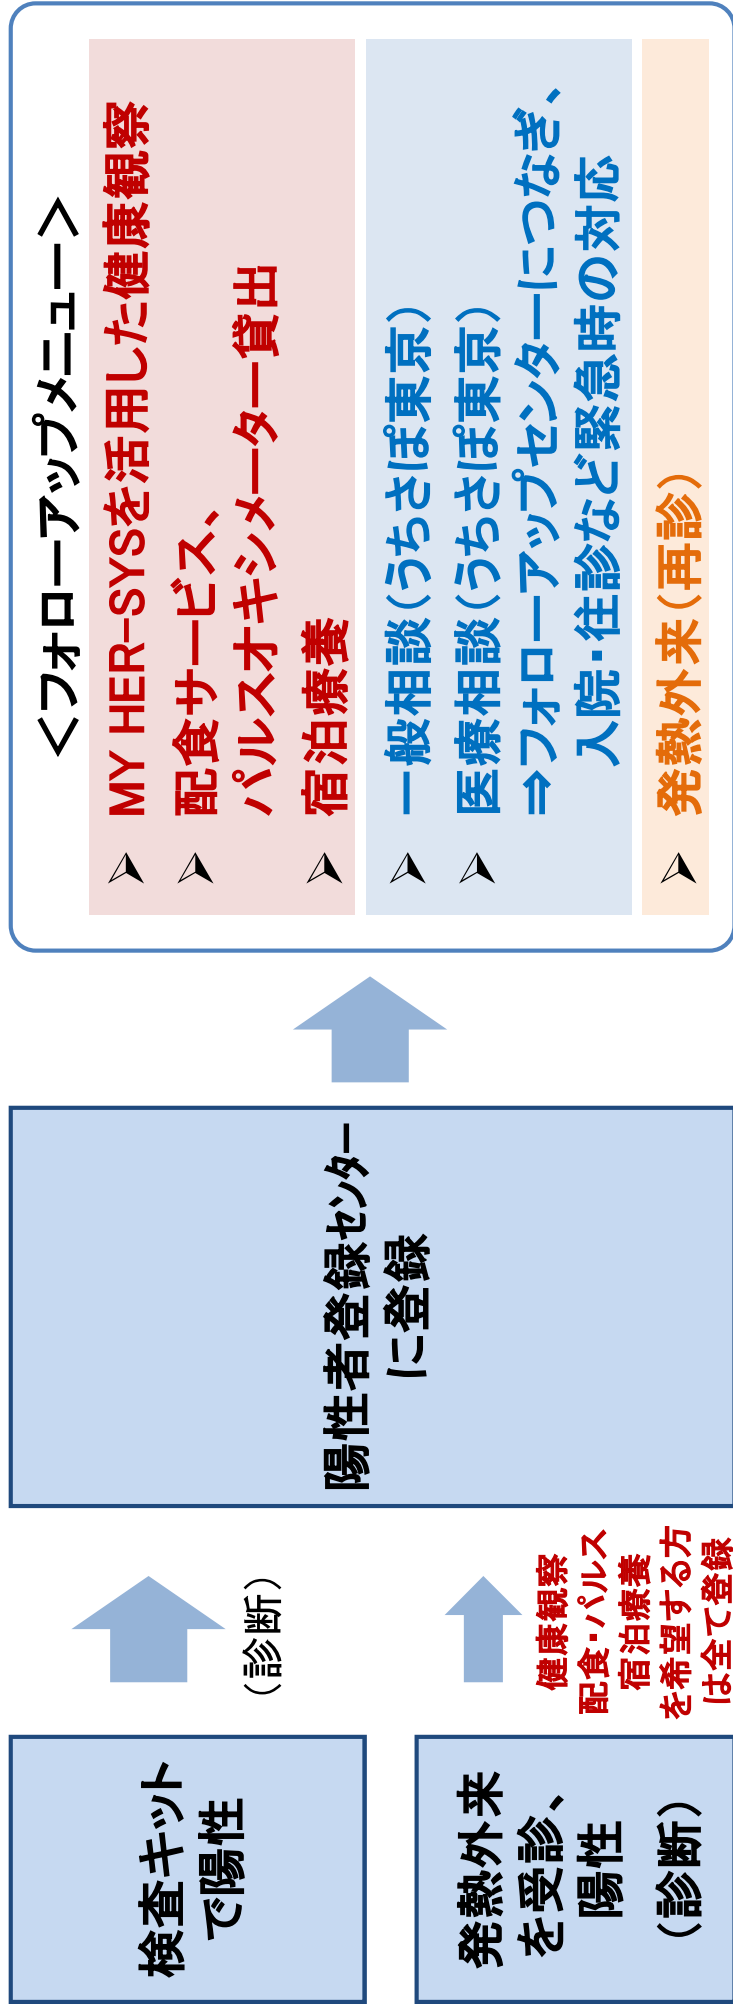 検査キット
で陽性
(診断)
発熱外来
を受診、
陽性
(診断)
健康観察
配食・パルス
宿泊療養
を希望する方
は全て登録
陽性者登録センター
に登録
＜フォローアップメニュー＞
➢ MY HER−SYSを活用した健康観察
➢ 配食サービス、
パルスオキシメーター貸出
➢ 宿泊療養
➢ 一般相談(うちさぽ東京)
➢ 医療相談(うちさぽ東京)
⇒フォローアップセンターにつなぎ、
入院・往診など緊急時の対応
➢ 発熱外来(再診)